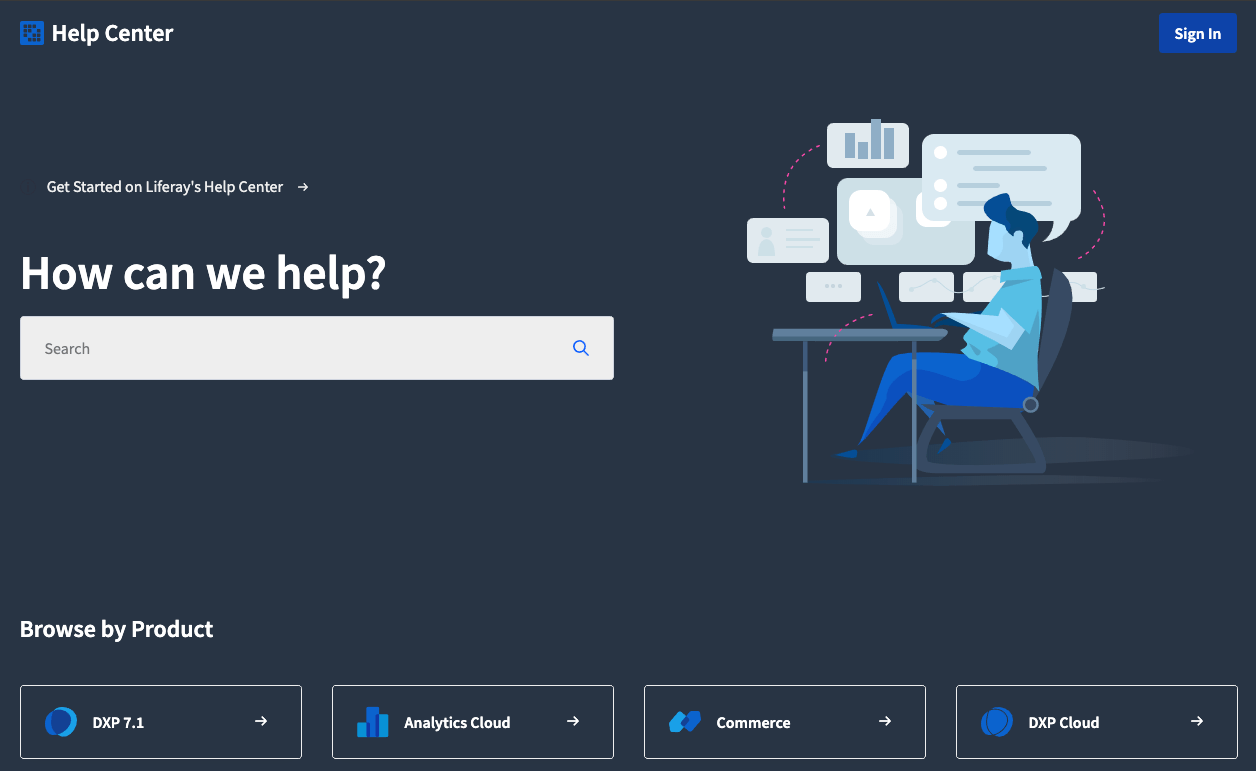 Help Center
Sign In
Get Started on Liferay's Help Center
How can we help?
Search
Browse by Product
DXP 7.1
Analytics Cloud
Commerce
DXP Cloud